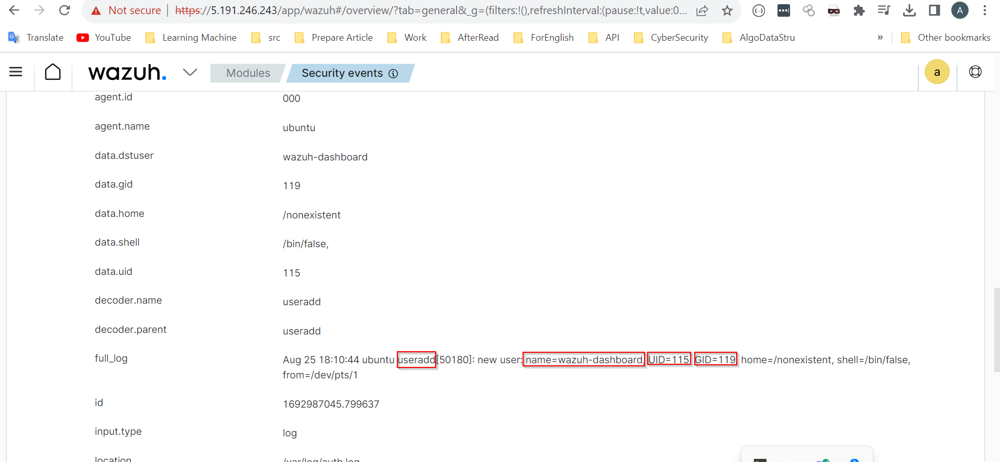 Not secure | https://5.191.246.243/app/wazuh#/overview/?tab=general&_g=(filters:!(),refreshInterval:(pause:!t,value:0... A
Translate YouTube Learning Machine src Prepare Article Work AfterRead ForEnglish API CyberSecurity AlgoDataStru » Other bookmarks
wazuh. Modules Security events a
agent.id 000
agent.name ubuntu
data.dstuser wazuh-dashboard
data.gid 119
data.home /nonexistent
data.shell /bin/false,
data.uid 115
decoder.name useradd
decoder.parent useradd
full_log Aug 25 18:10:44 ubuntu useradd[50180]: new user: name=wazuh-dashboard, UID=115, GID=119, home=/nonexistent, shell=/bin/false,
from=/dev/pts/1
id 1692987045.799637
input.type log
location /var/log/auth.log